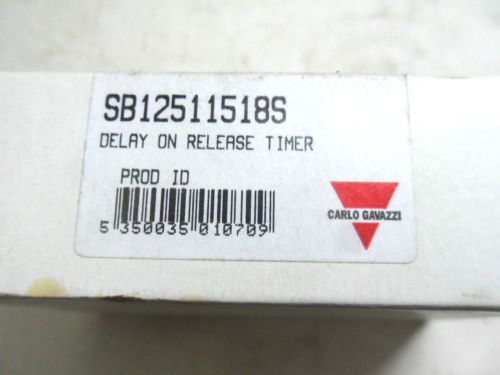 SB12511518S
DELAY ON RELEASE TIMER
PROD ID
5 350035 010709
CARLO GAVAZZI